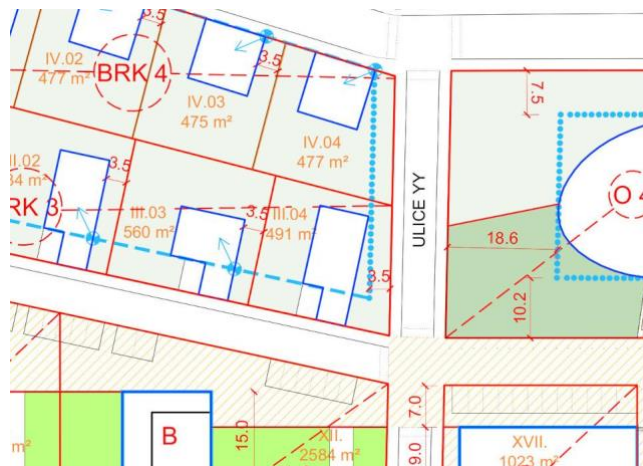 3.5
IV.02
477 m²
BRK 4
3.5
IV.03
475 m²
IV.04
477 m²
7.5
3.5
III.03
560 m²
3.5
III.04
491 m²
ULICE YY
18.6
3.5
10.2
7.0
15.0
9.0
B
XII.
2584 m²
XVII.
1023 m²
m²